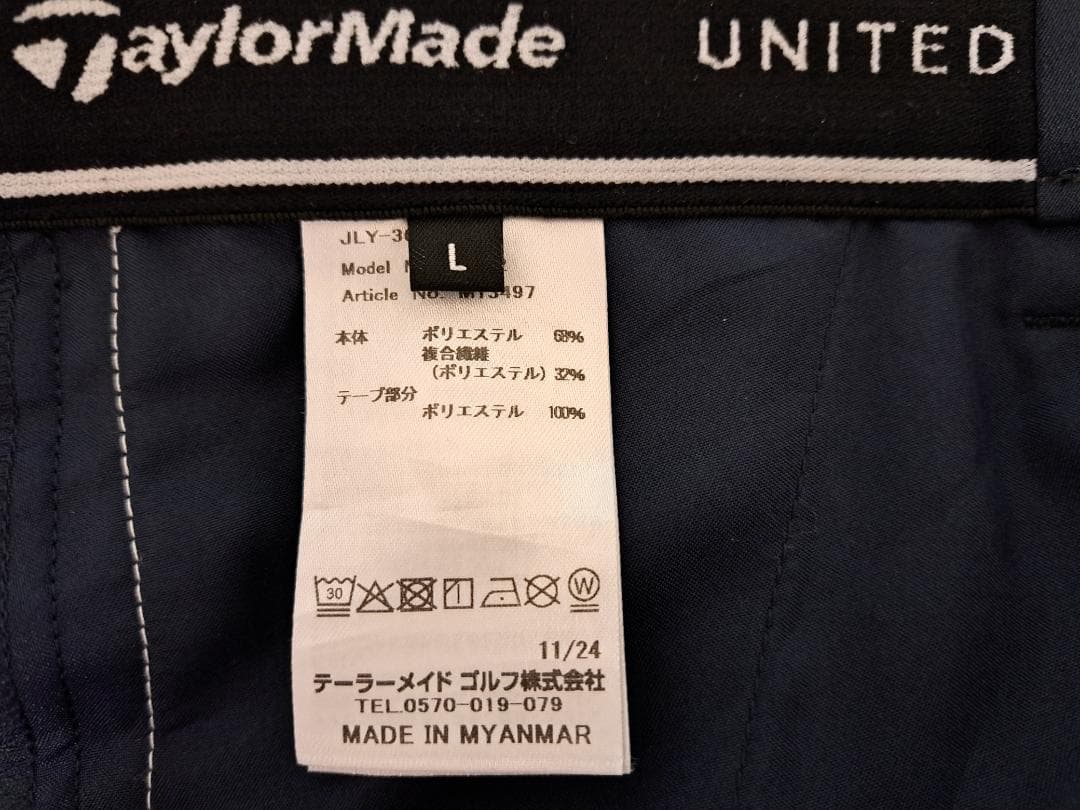 TaylorMade UNITED
L
JLY-
Model
Article No. MT3497
本体 ポリエステル 68%
複合繊維
(ポリエステル) 32%
テープ部分
ポリエステル 100%
30
W
11/24
テーラーメイド ゴルフ株式会社
TEL.0570-019-079
MADE IN MYANMAR